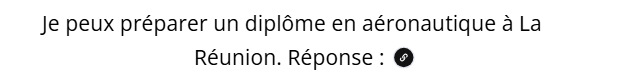 Je peux préparer un diplôme en aéronautique à La
Réunion. Réponse :